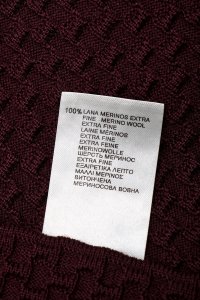 100% LANA MERINOS EXTRA
FINE MERINO WOOL
EXTRA FINE
LAINE MÉRINOS
EXTRA FINE
EXTRA FEINE
MERINOWOLLE
ШЕРСТЬ МЕРИНОС
EXTRA FINE
ΕΞΑΙΡΕΤΙΚΑ ΛΕΠΤΟ
ΜΑΛΛΙ ΜΕΡΙΝΟΣ
ВИТОНЧЕНА
МЕРИНОСОВА ВОВНА